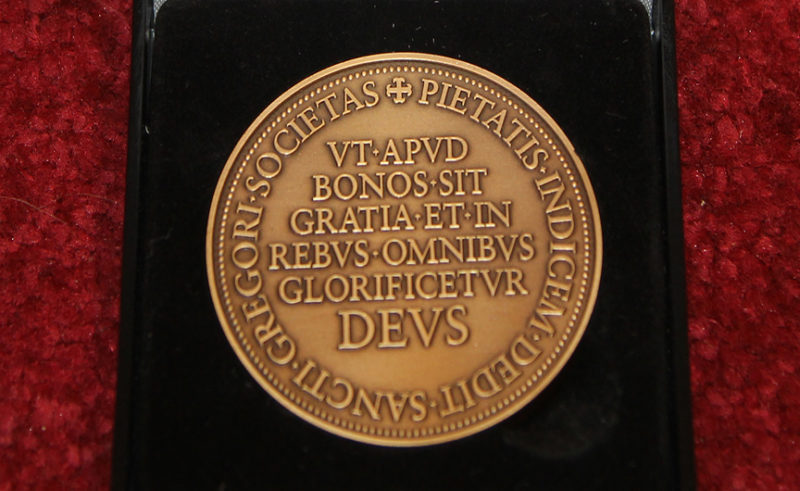 ✠ PIETATIS · INDICEM · DEDIT · SANCTI · GREGORI · SOCIETAS
VT · APVD
BONOS · SIT
GRATIA · ET · IN
REBVS · OMNIBVS
GLORIFICETVR
DEVS